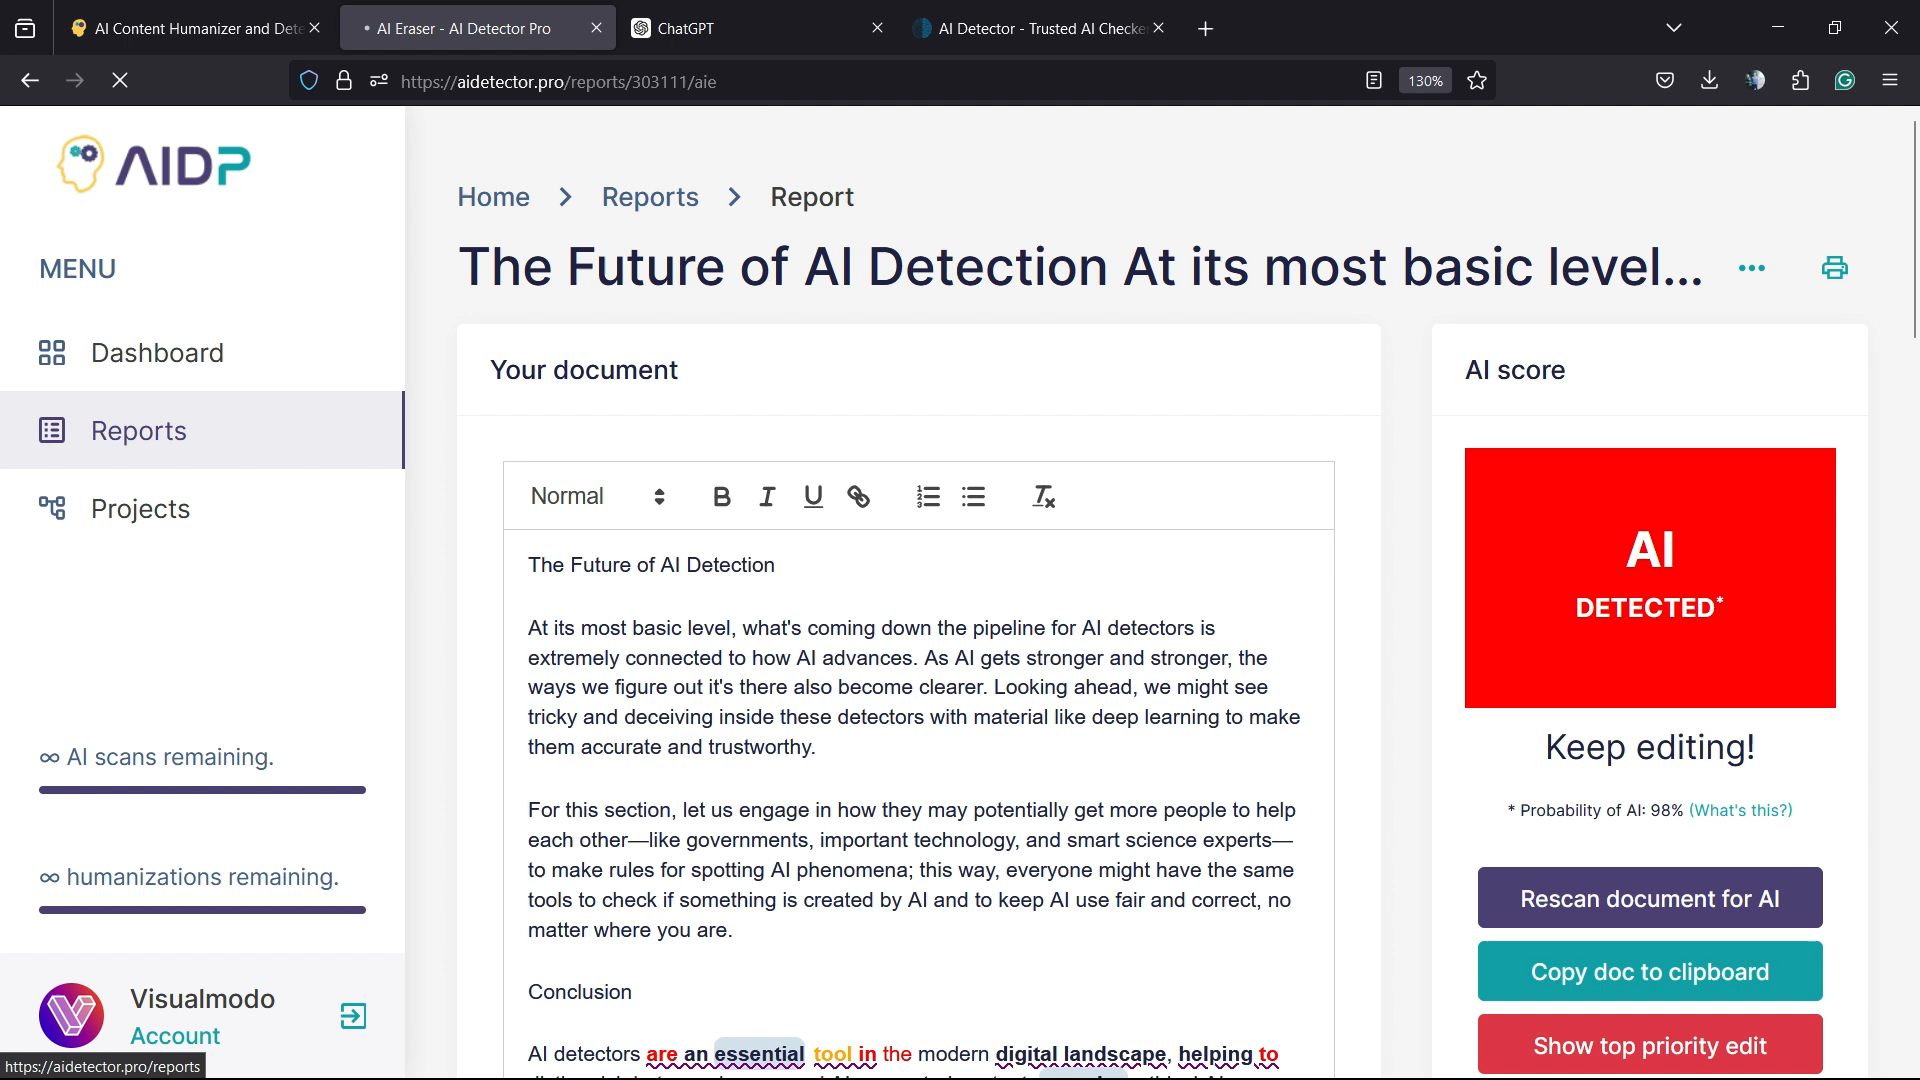 AI Content Humanizer and Dete
AI Eraser - AI Detector Pro
ChatGPT
AI Detector - Trusted AI Checke
https://aidetector.pro/reports/303111/aie
130%
AIDP
MENU
Dashboard
Reports
Projects
∞ AI scans remaining.
∞ humanizations remaining.
Visualmodo
Account
https://aidetector.pro/reports
Home > Reports > Report
The Future of AI Detection At its most basic level...
Your document
Normal
The Future of AI Detection
At its most basic level, what's coming down the pipeline for AI detectors is
extremely connected to how AI advances. As AI gets stronger and stronger, the
ways we figure out it's there also become clearer. Looking ahead, we might see
tricky and deceiving inside these detectors with material like deep learning to make
them accurate and trustworthy.
For this section, let us engage in how they may potentially get more people to help
each other—like governments, important technology, and smart science experts—
to make rules for spotting AI phenomena; this way, everyone might have the same
tools to check if something is created by AI and to keep AI use fair and correct, no
matter where you are.
Conclusion
AI detectors are an essential tool in the modern digital landscape, helping to
AI score
AI
DETECTED*
Keep editing!
* Probability of AI: 98% (What's this?)
Rescan document for AI
Copy doc to clipboard
Show top priority edit